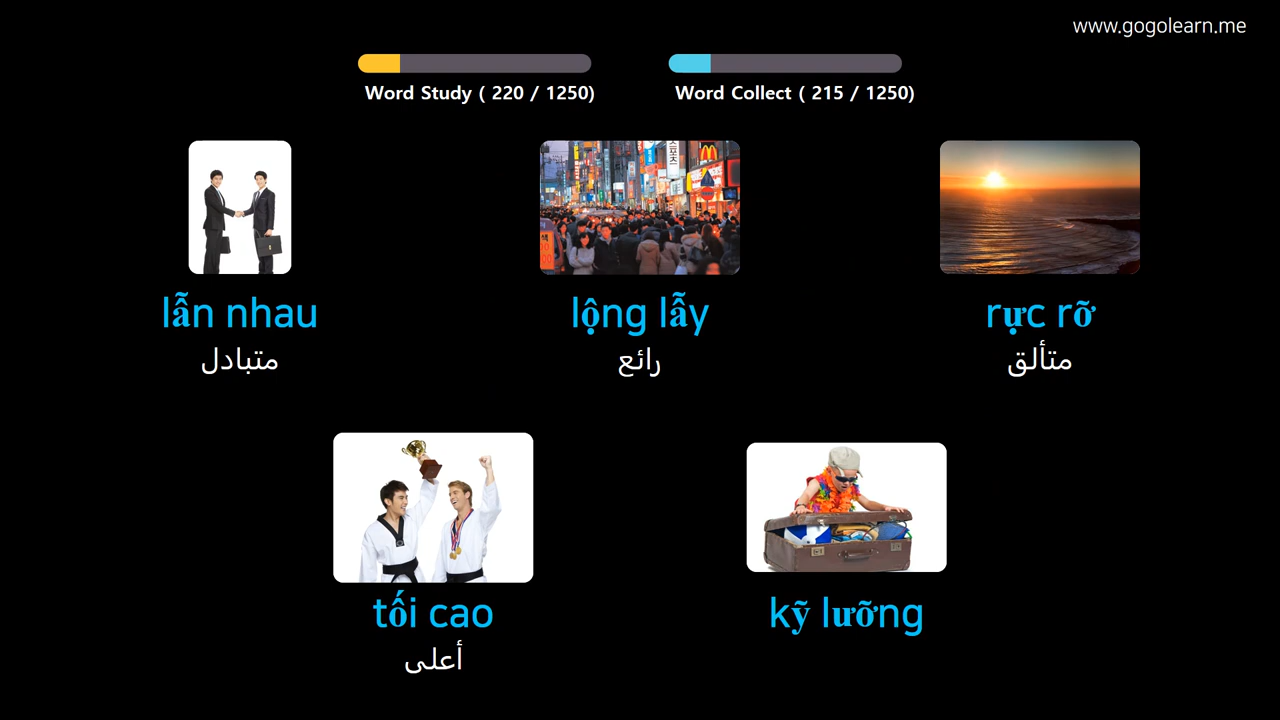 www.gogolearn.me
Word Study ( 220 / 1250)
Word Collect ( 215 / 1250)
lẫn nhau
متبادل
lộng lẫy
رائع
rực rỡ
متألق
tối cao
أعلى
kỹ lưỡng